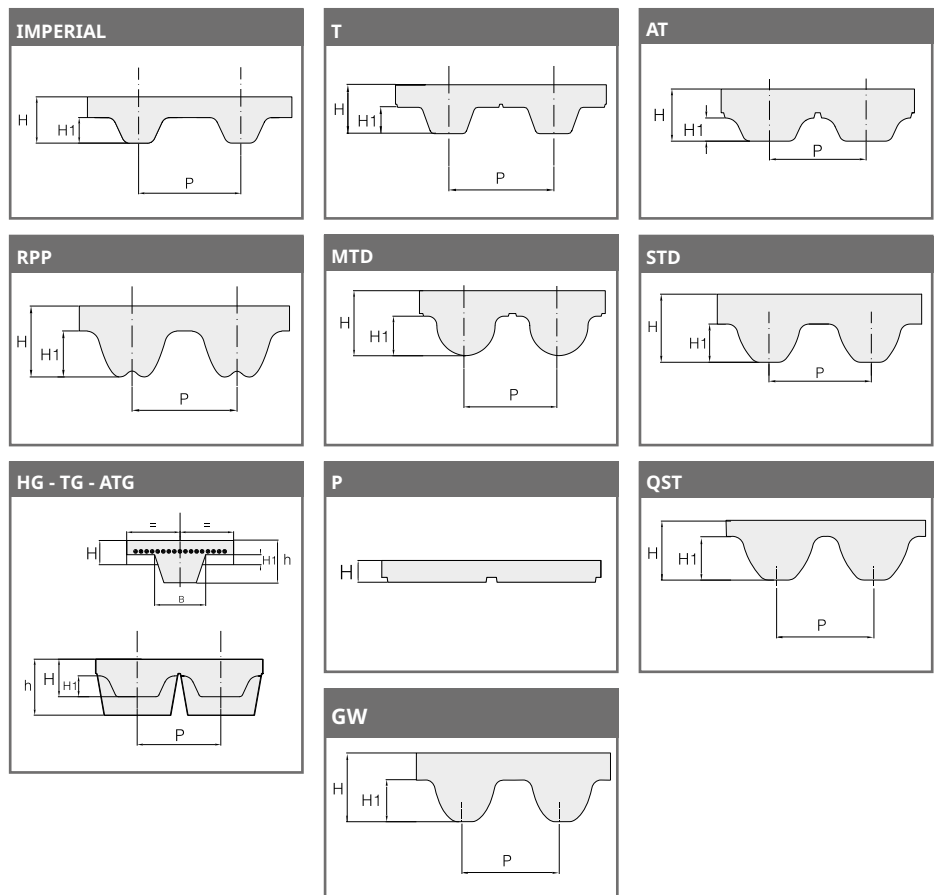 IMPERIAL
H
H1
P
T
H
H1
P
AT
H
H1
P
RPP
H
H1
P
MTD
H
H1
P
STD
H
H1
P
HG - TG - ATG
= =
H
H1
h
B
h
H
H1
P
P
H
QST
H
H1
P
GW
H
H1
P